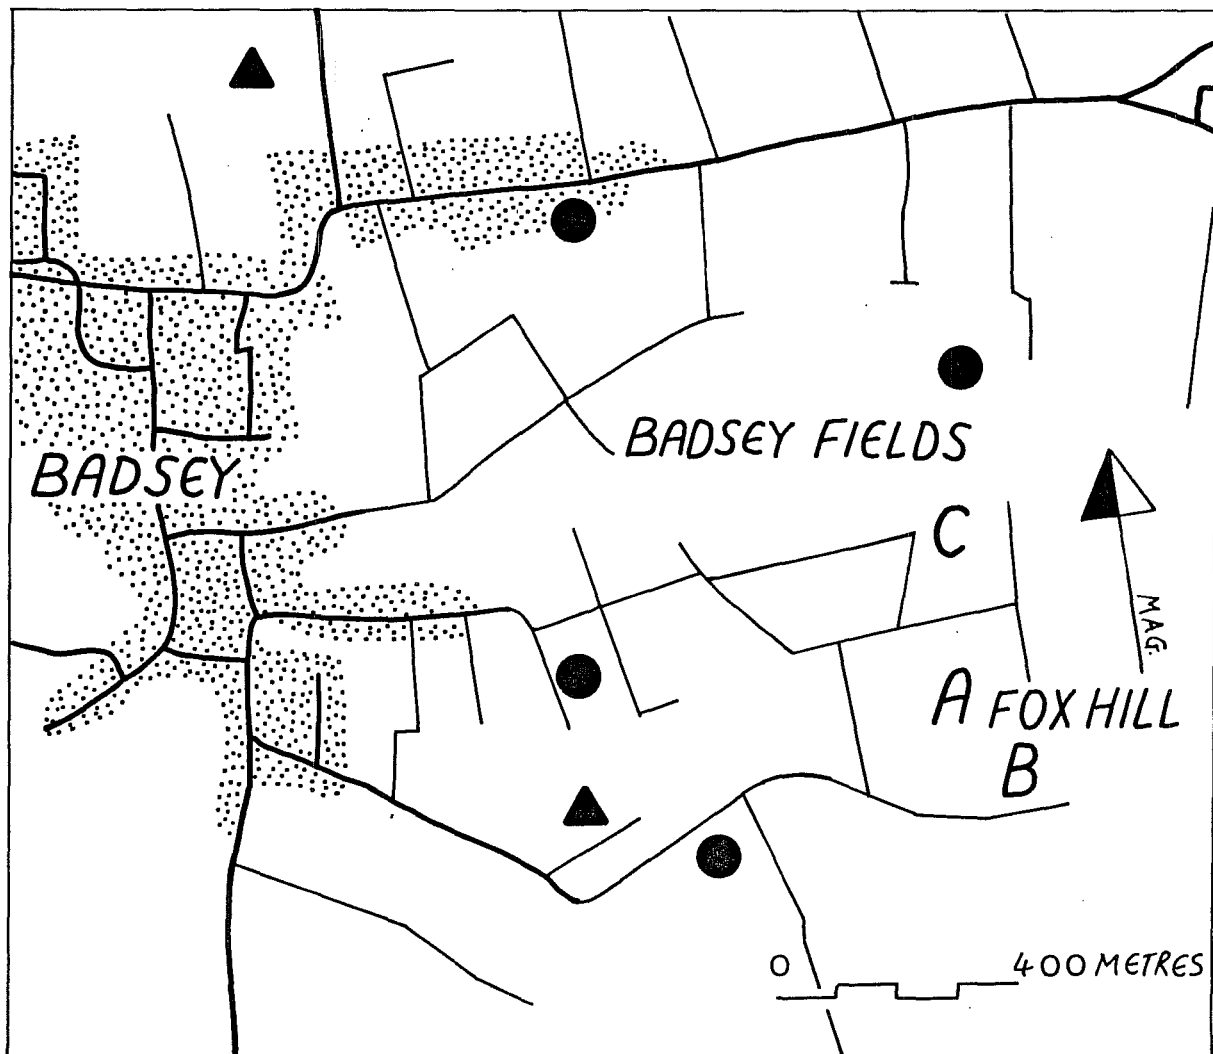 BADSEY FIELDS
BADSEY
C
MAG.
A FOX HILL
B
0 400 METRES